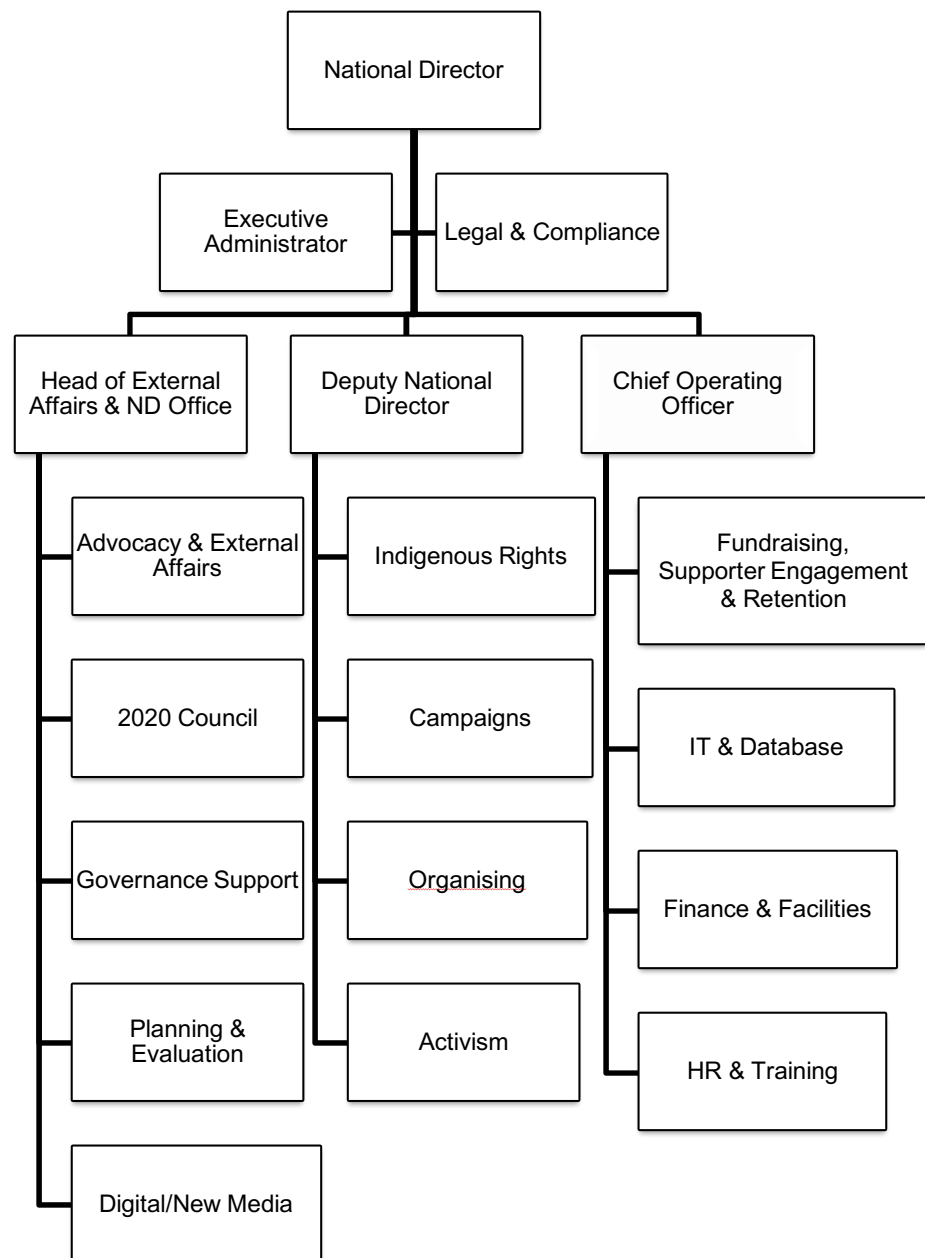 National Director
Executive
Administrator
Legal & Compliance
Head of External
Affairs & ND Office
Deputy National
Director
Chief Operating
Officer
Advocacy & External
Affairs
2020 Council
Governance Support
Planning &
Evaluation
Digital/New Media
Indigenous Rights
Campaigns
Organising
Activism
Fundraising,
Supporter Engagement
& Retention
IT & Database
Finance & Facilities
HR & Training